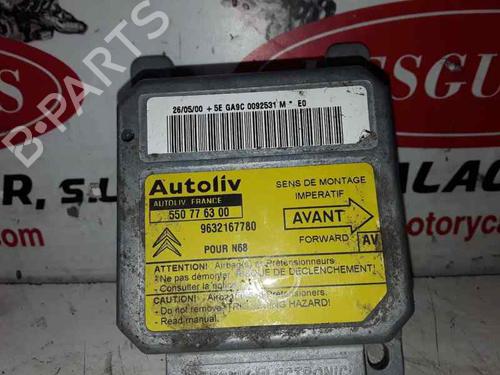 26/05/00 + 5E GA9C 0092531 M * E0
Autoliv
AUTOLIV FRANCE
550 77 63 00
9632167780
POUR N68
SENS DE MONTAGE
IMPERATIF
AVANT
FORWARD
AV
ATTENTION! Airbags et Prétensionneurs
- Ne pas démonter RISQUE DE DECLENCHEMENT!
- Consulter la notice
CAUTION! Pretensioners.
- Do not remove HAZARD!
- Read manual.
B-PARTS